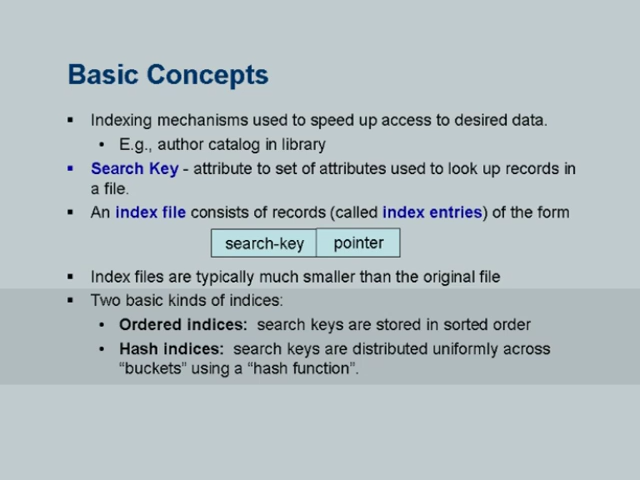 Basic Concepts
▪ Indexing mechanisms used to speed up access to desired data.
• E.g., author catalog in library
▪ Search Key - attribute to set of attributes used to look up records in
a file.
▪ An index file consists of records (called index entries) of the form
search-key pointer
▪ Index files are typically much smaller than the original file
▪ Two basic kinds of indices:
• Ordered indices: search keys are stored in sorted order
• Hash indices: search keys are distributed uniformly across
“buckets” using a “hash function”.